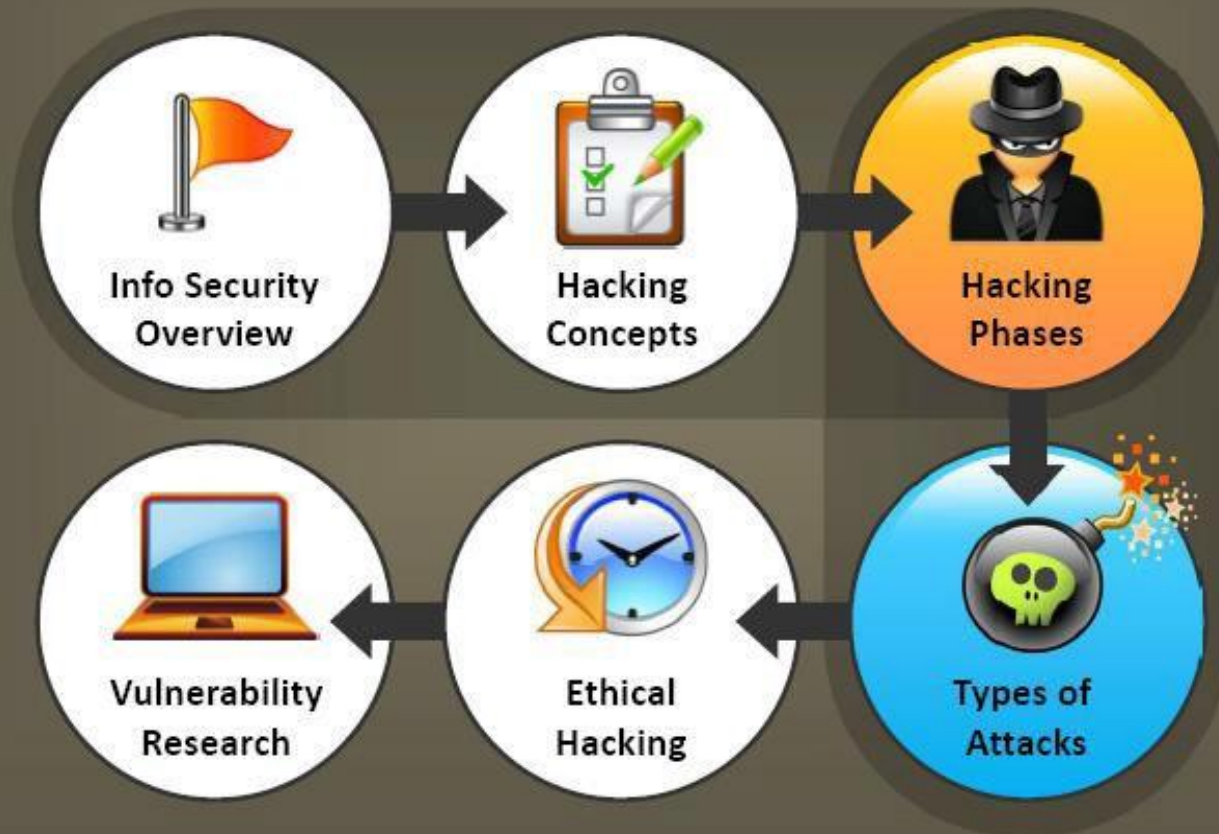 Info Security
Overview
Hacking
Concepts
Hacking
Phases
Types of
Attacks
Ethical
Hacking
Vulnerability
Research